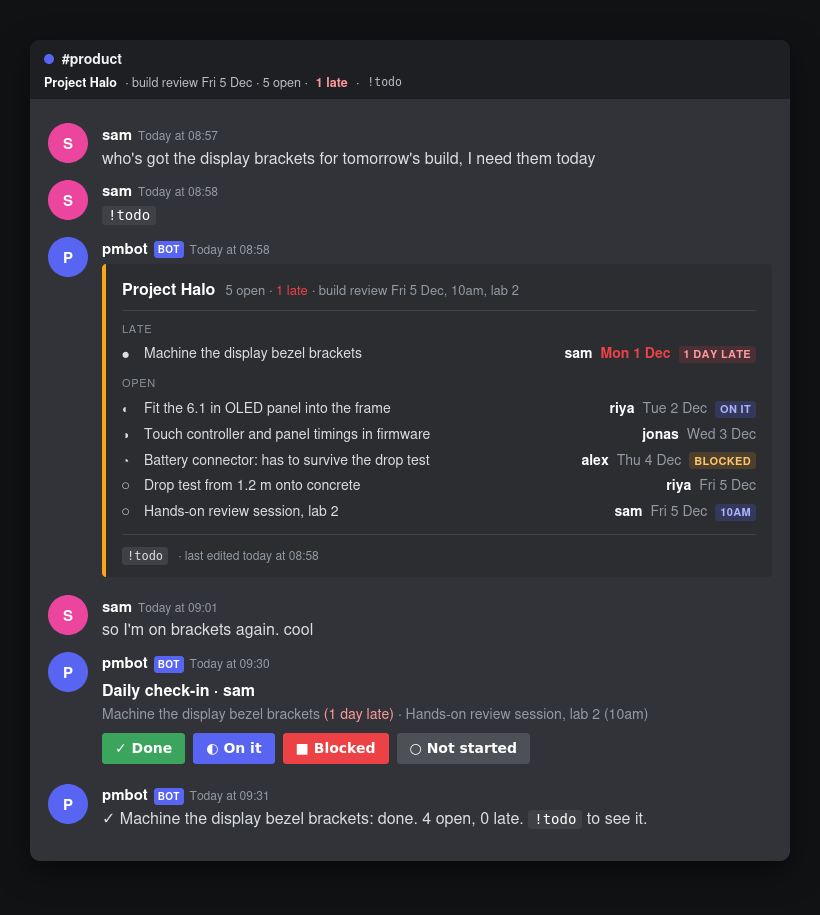 #product
Project Halo · build review Fri 5 Dec · 5 open · 1 late · !todo
S
sam Today at 08:57
who's got the display brackets for tomorrow's build, I need them today
S
sam Today at 08:58
!todo
P
pmbot BOT Today at 08:58
Project Halo 5 open · 1 late · build review Fri 5 Dec, 10am, lab 2
LATE
Machine the display bezel brackets sam Mon 1 Dec 1 DAY LATE
OPEN
Fit the 6.1 in OLED panel into the frame riya Tue 2 Dec ON IT
Touch controller and panel timings in firmware jonas Wed 3 Dec
Battery connector: has to survive the drop test alex Thu 4 Dec BLOCKED
Drop test from 1.2 m onto concrete riya Fri 5 Dec
Hands-on review session, lab 2 sam Fri 5 Dec 10AM
!todo · last edited today at 08:58
S
sam Today at 09:01
so I'm on brackets again. cool
P
pmbot BOT Today at 09:30
Daily check-in · sam
Machine the display bezel brackets (1 day late) · Hands-on review session, lab 2 (10am)
✓ Done ◐ On it ■ Blocked ○ Not started
P
pmbot BOT Today at 09:31
✓ Machine the display bezel brackets: done. 4 open, 0 late. !todo to see it.